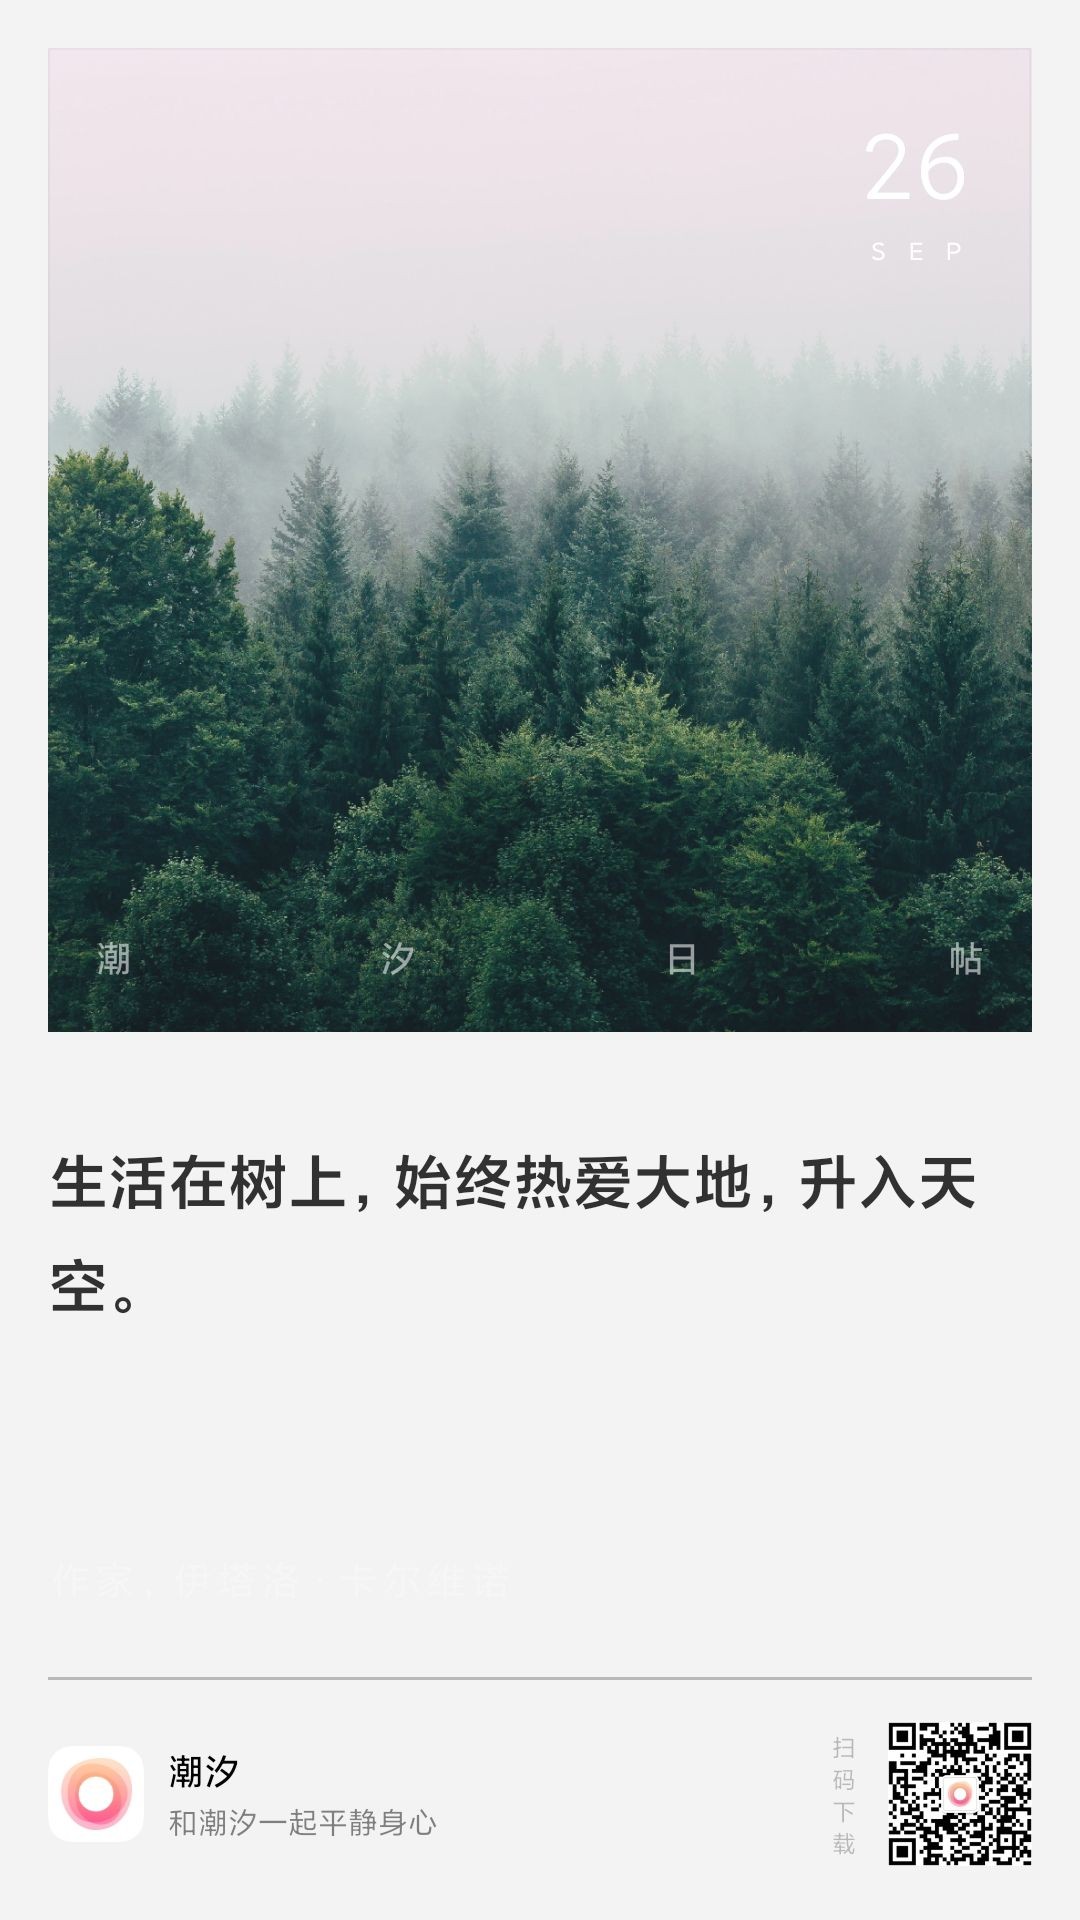 26
SEP
潮汐日帖
生活在树上，始终热爱大地，升入天
空。
作家，伊塔洛·卡尔维诺
潮汐
和潮汐一起平静身心
扫码下载